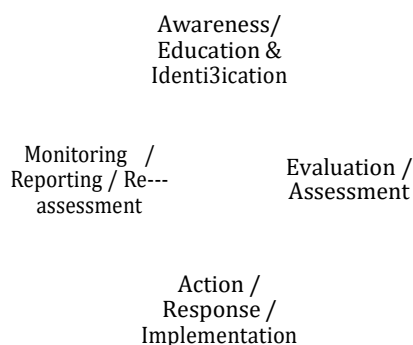 Awareness/
Education &
Identi3ication
Monitoring /
Reporting / Re---
assessment
Evaluation /
Assessment
Action /
Response /
Implementation